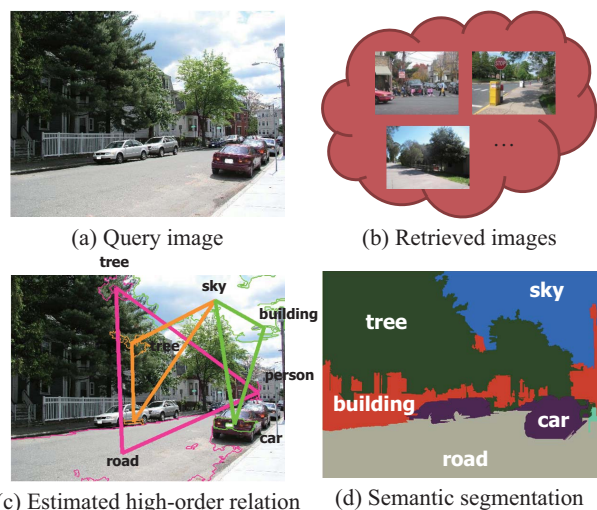 (a) Query image
(b) Retrieved images
...
tree
sky
building
tree
person
road
car
(c) Estimated high-order relation
sky
tree
building
car
road
(d) Semantic segmentation